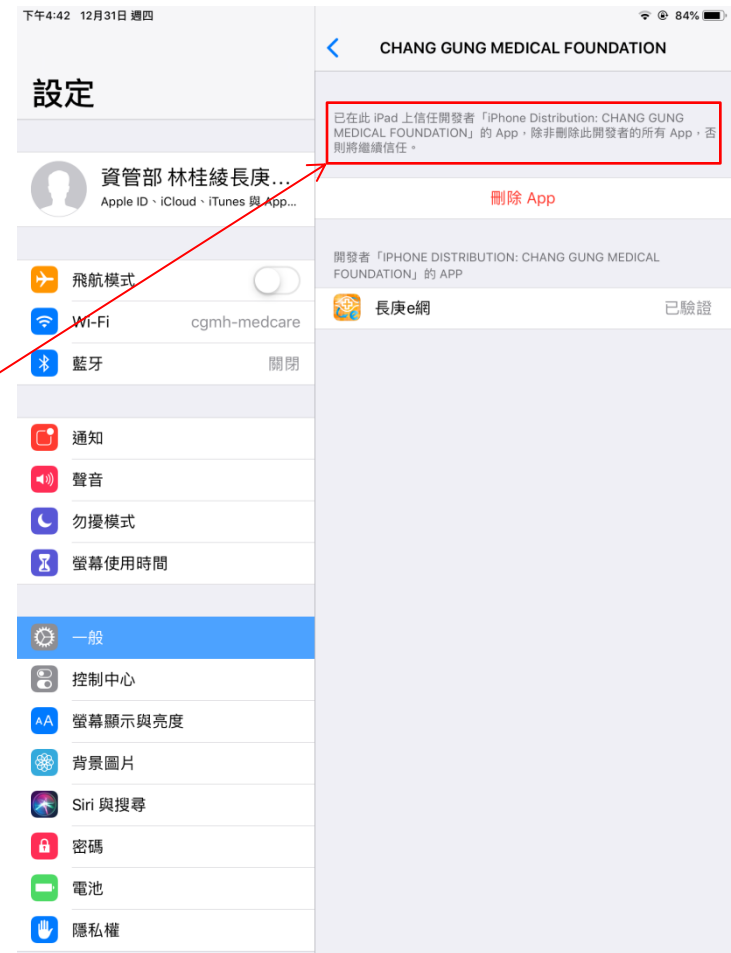 下午4:42 12月31日 週四
84%
設定
資管部 林桂綾長庚...
Apple ID、iCloud、iTunes 與 App...
飛航模式
Wi-Fi cgmh-medcare
藍牙 關閉
通知
聲音
勿擾模式
螢幕使用時間
一般
控制中心
AA 螢幕顯示與亮度
背景圖片
Siri 與搜尋
密碼
電池
隱私權
CHANG GUNG MEDICAL FOUNDATION
已在此 iPad 上信任開發者「iPhone Distribution: CHANG GUNG
MEDICAL FOUNDATION」的 App，除非刪除此開發者的所有 App，否
則將繼續信任。
刪除 App
開發者「IPHONE DISTRIBUTION: CHANG GUNG MEDICAL
FOUNDATION」的 APP
長庚e網 已驗證